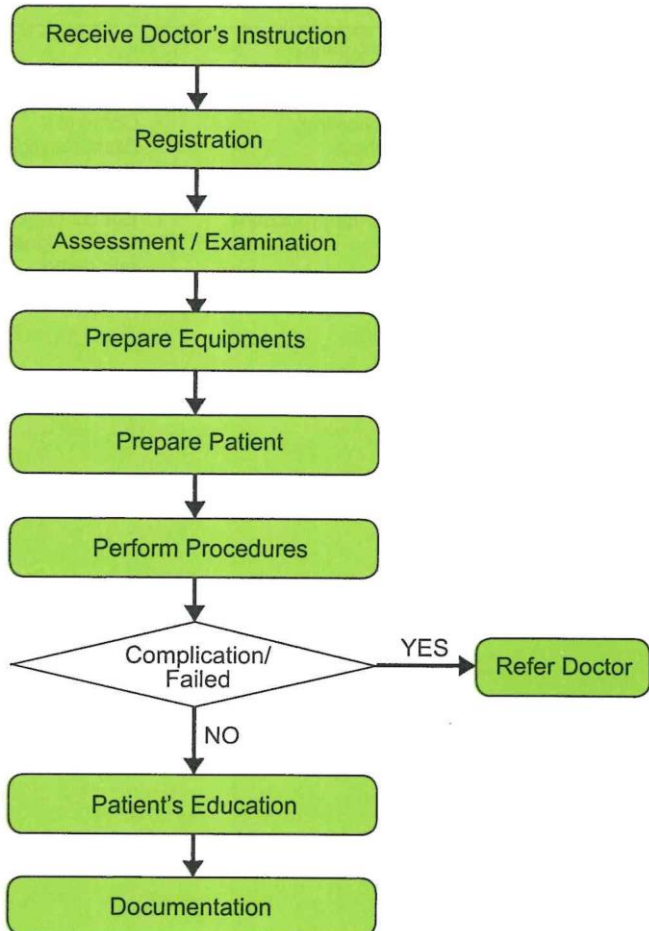 Receive Doctor's Instruction
Registration
Assessment / Examination
Prepare Equipments
Prepare Patient
Perform Procedures
Complication/
Failed
YES
Refer Doctor
NO
Patient's Education
Documentation